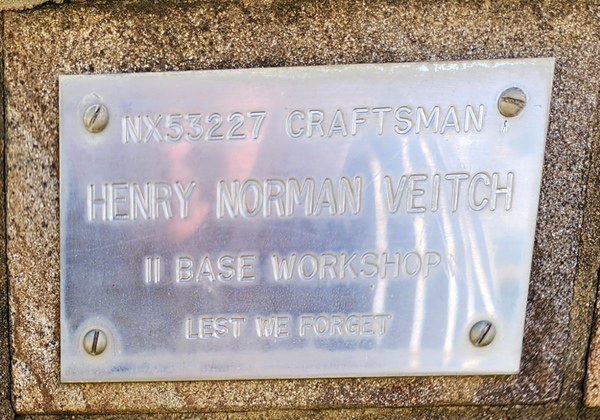 NX53227 CRAFTSMAN
HENRY NORMAN VEITCH
II BASE WORKSHOP
LEST WE FORGET